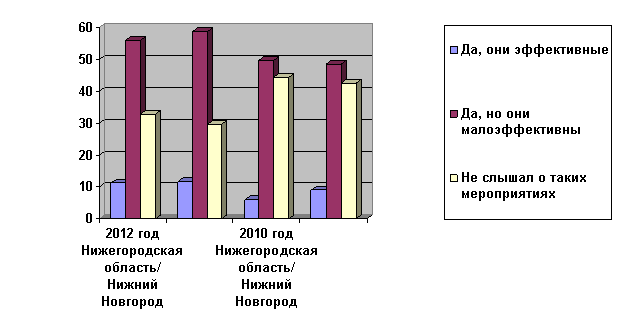 60
50
40
30
20
10
0
2012 год
Нижегородская
область/
Нижний
Новгород
2010 год
Нижегородская
область/
Нижний
Новгород
Да, они эффективные
Да, но они
малоэффективны
Не слышал о таких
мероприятиях